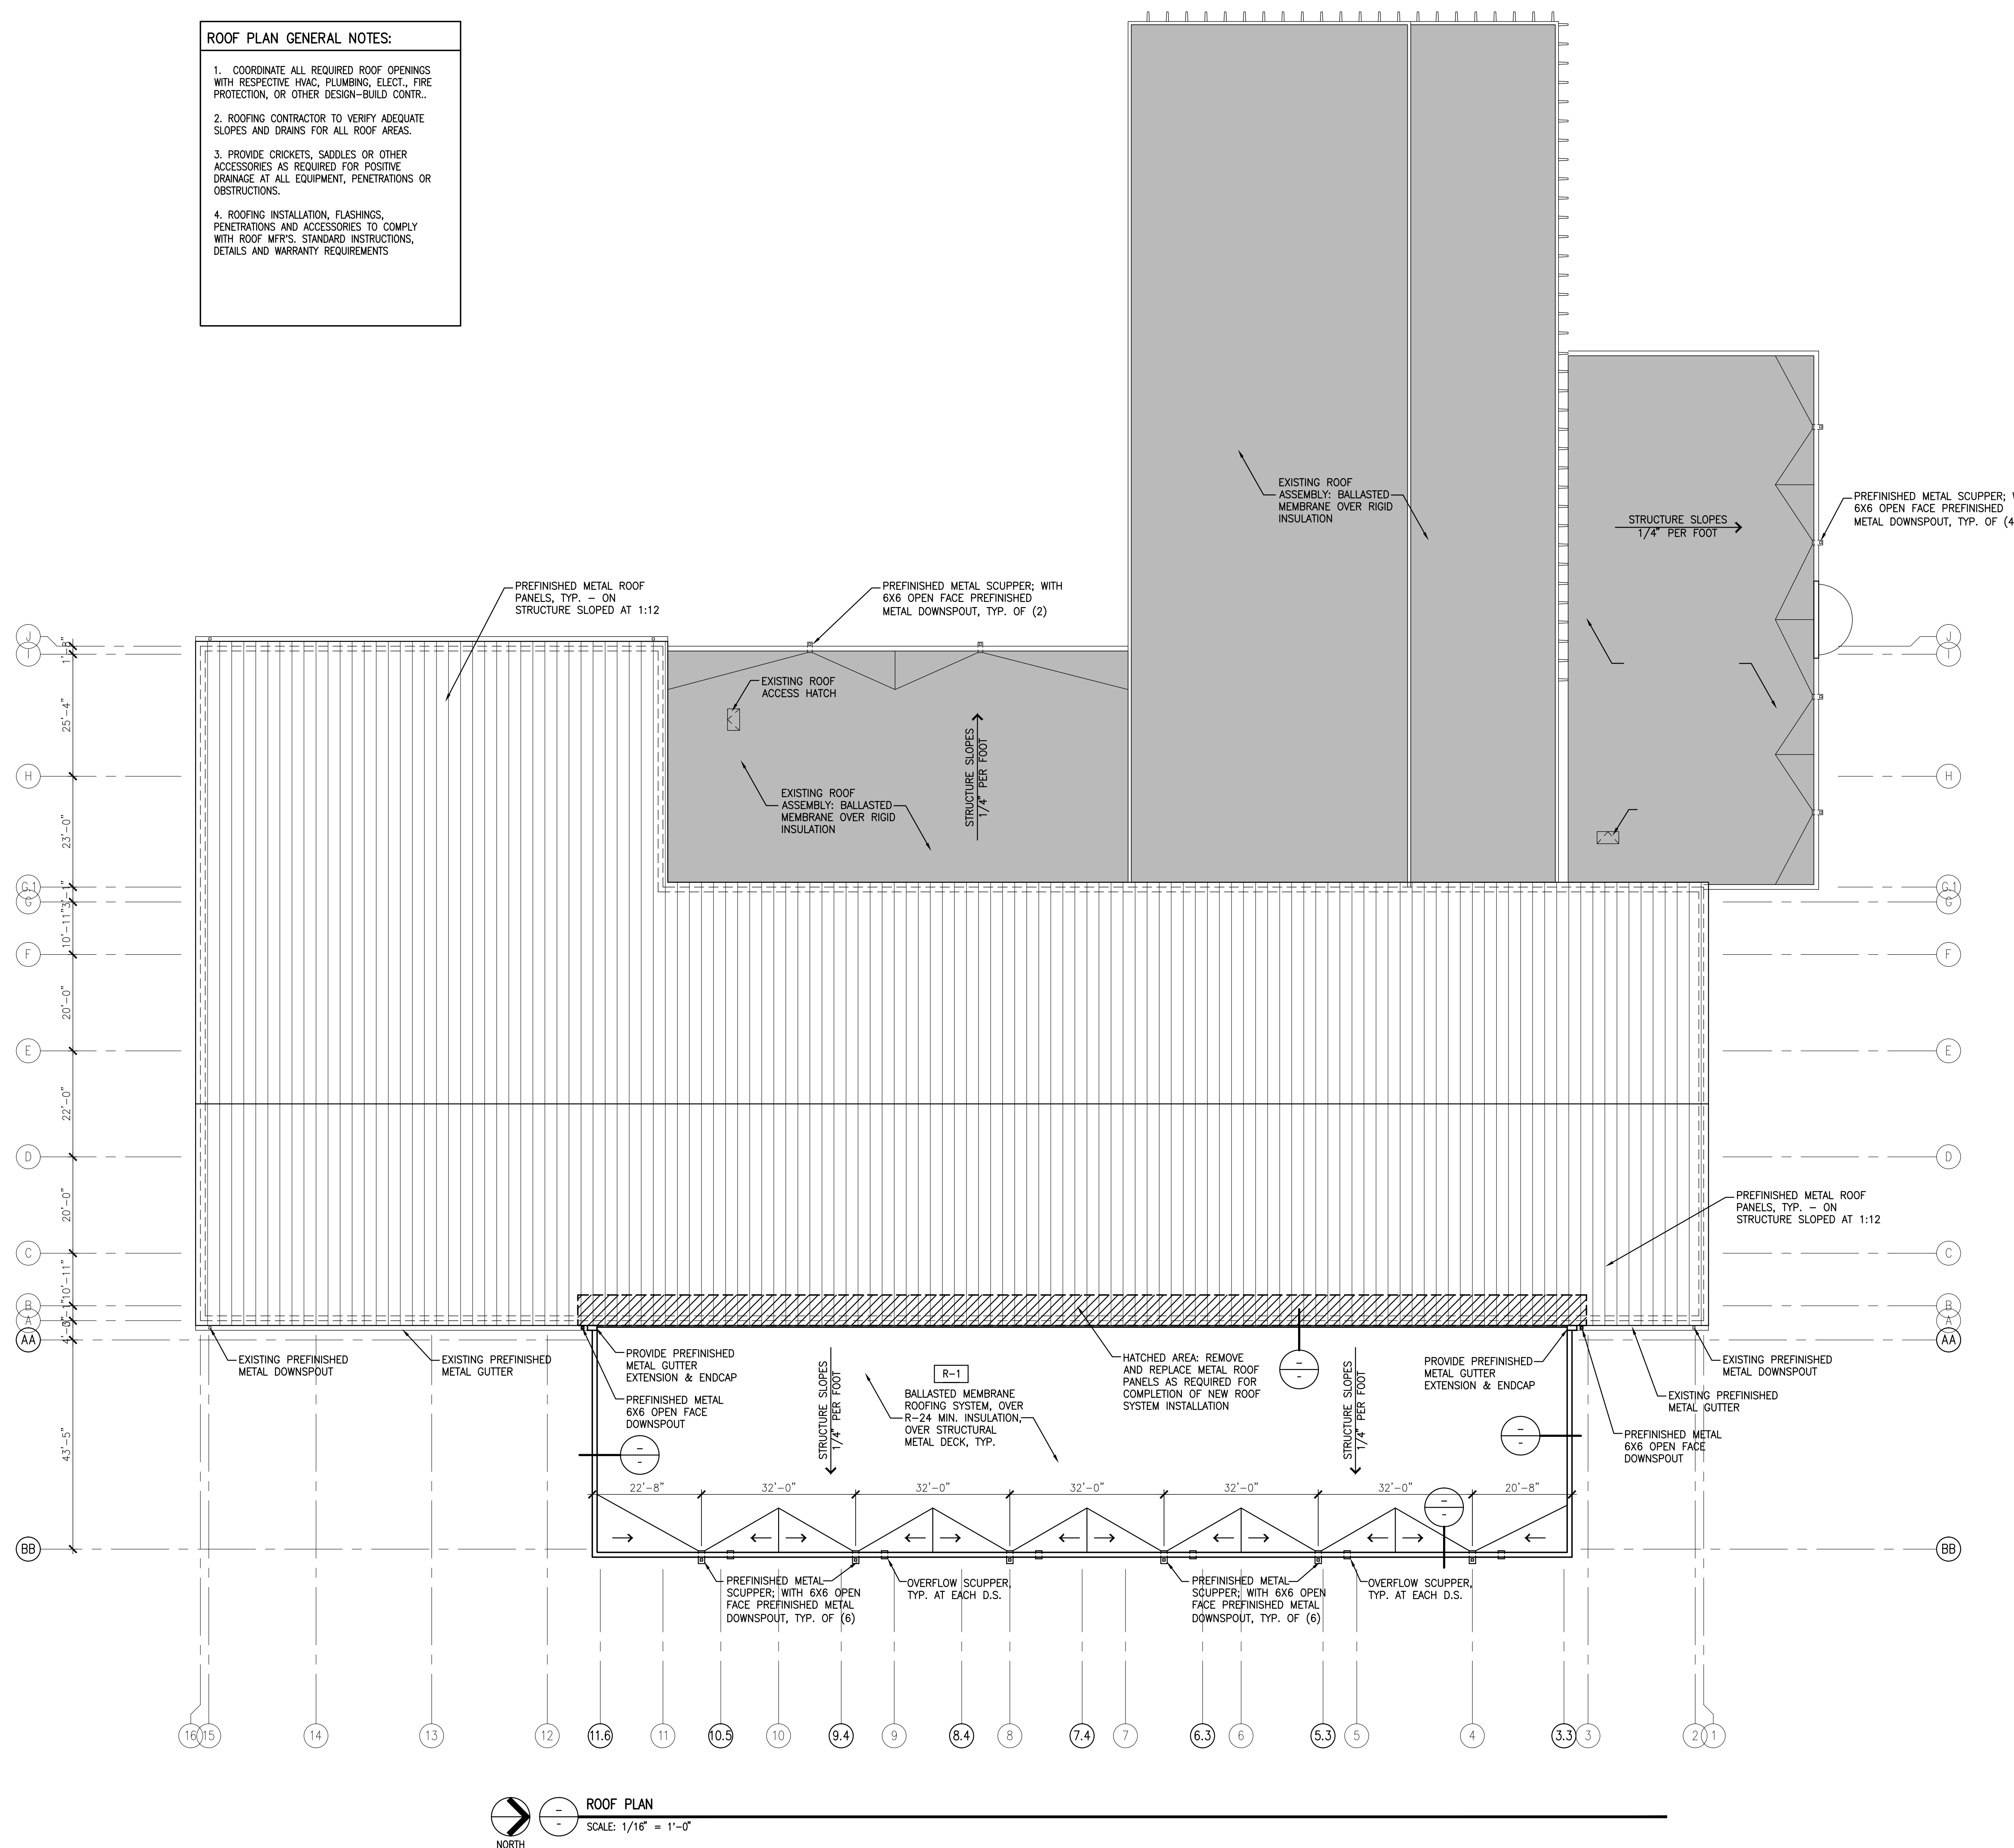 ROOF PLAN GENERAL NOTES:
1. COORDINATE ALL REQUIRED ROOF OPENINGS
WITH RESPECTIVE HVAC, PLUMBING, ELECT., FIRE
PROTECTION, OR OTHER DESIGN-BUILD CONTR..
2. ROOFING CONTRACTOR TO VERIFY ADEQUATE
SLOPES AND DRAINS FOR ALL ROOF AREAS.
3. PROVIDE CRICKETS, SADDLES OR OTHER
ACCESSORIES AS REQUIRED FOR POSITIVE
DRAINAGE AT ALL EQUIPMENT, PENETRATIONS OR
OBSTRUCTIONS.
4. ROOFING INSTALLATION, FLASHINGS,
PENETRATIONS AND ACCESSORIES TO COMPLY
WITH ROOF MFR'S. STANDARD INSTRUCTIONS,
DETAILS AND WARRANTY REQUIREMENTS
EXISTING ROOF
ASSEMBLY: BALLASTED
MEMBRANE OVER RIGID
INSULATION
STRUCTURE SLOPES
1/4" PER FOOT
PREFINISHED METAL SCUPPER;
6X6 OPEN FACE PREFINISHED
METAL DOWNSPOUT, TYP. OF (4
PREFINISHED METAL ROOF
PANELS, TYP. - ON
STRUCTURE SLOPED AT 1:12
PREFINISHED METAL SCUPPER; WITH
6X6 OPEN FACE PREFINISHED
METAL DOWNSPOUT, TYP. OF (2)
EXISTING ROOF
ACCESS HATCH
EXISTING ROOF
ASSEMBLY: BALLASTED
MEMBRANE OVER RIGID
INSULATION
STRUCTURE SLOPES
1/4" PER FOOT
J
I
H
G.1
G
F
E
D
C
B
A
AA
BB
1'-8"
25'-4"
23'-0"
3'-1"
10'-11"
20'-0"
22'-0"
20'-0"
10'-11"
43'-5"
J
I
H
G.1
G
F
E
D
C
B
A
AA
BB
PREFINISHED METAL ROOF
PANELS, TYP. - ON
STRUCTURE SLOPED AT 1:12
EXISTING PREFINISHED
METAL DOWNSPOUT
EXISTING PREFINISHED
METAL GUTTER
PROVIDE PREFINISHED
METAL GUTTER
EXTENSION & ENDCAP
PREFINISHED METAL
6X6 OPEN FACE
DOWNSPOUT
STRUCTURE SLOPES
1/4" PER FOOT
R-1
BALLASTED MEMBRANE
ROOFING SYSTEM, OVER
R-24 MIN. INSULATION,
OVER STRUCTURAL
METAL DECK, TYP.
HATCHED AREA: REMOVE
AND REPLACE METAL ROOF
PANELS AS REQUIRED FOR
COMPLETION OF NEW ROOF
SYSTEM INSTALLATION
STRUCTURE SLOPES
1/4" PER FOOT
PROVIDE PREFINISHED
METAL GUTTER
EXTENSION & ENDCAP
EXISTING PREFINISHED
METAL DOWNSPOUT
EXISTING PREFINISHED
METAL GUTTER
PREFINISHED METAL
6X6 OPEN FACE
DOWNSPOUT
22'-8" 32'-0" 32'-0" 32'-0" 32'-0" 32'-0" 20'-8"
PREFINISHED METAL
SCUPPER; WITH 6X6 OPEN
FACE PREFINISHED METAL
DOWNSPOUT, TYP. OF (6)
OVERFLOW SCUPPER,
TYP. AT EACH D.S.
PREFINISHED METAL
SCUPPER; WITH 6X6 OPEN
FACE PREFINISHED METAL
DOWNSPOUT, TYP. OF (6)
OVERFLOW SCUPPER,
TYP. AT EACH D.S.
16 15 14 13 12 11.6 11 10.5 10 9.4 9 8.4 8 7.4 7 6.3 6 5.3 5 4 3.3 3 2 1
ROOF PLAN
SCALE: 1/16" = 1'-0"
NORTH